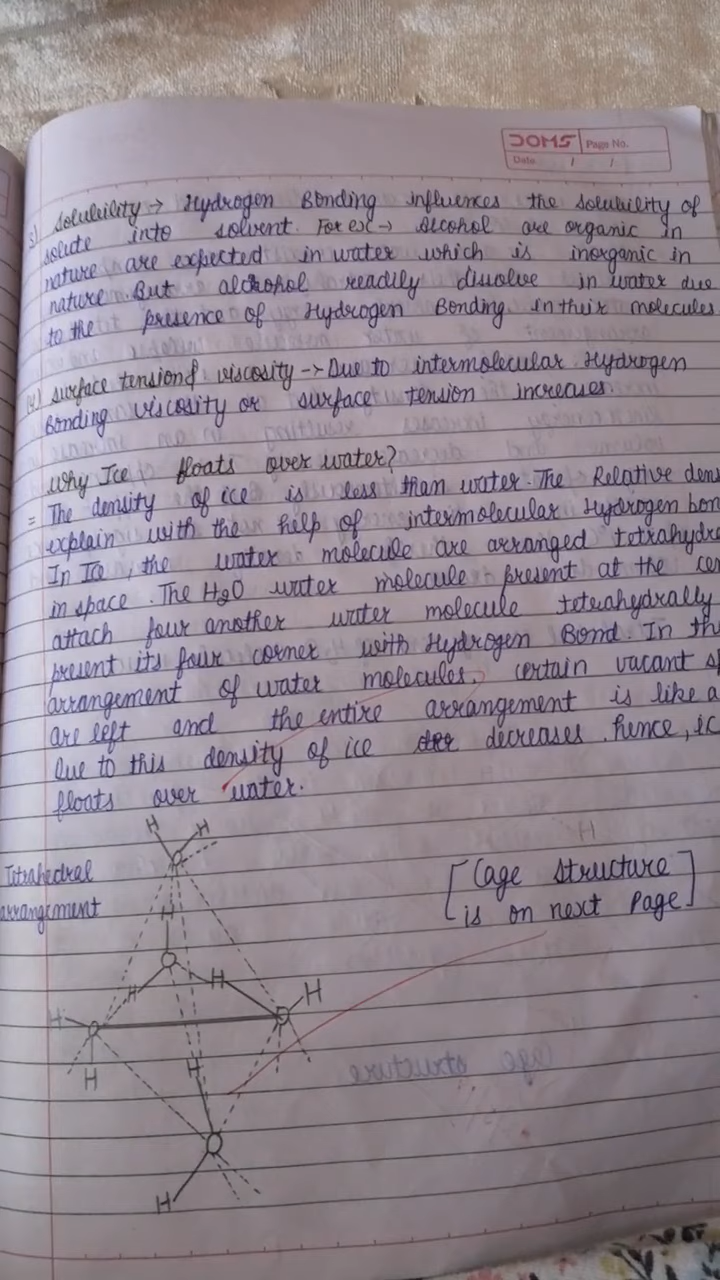 DOMS Page No.
Date / /
3) Solubility → Hydrogen Bonding influences the solubility of
solute into solvent. For ex → alcohol are organic in
nature are expected in water which is inorganic in
nature. But alcohol readily dissolve in water due
to the presence of Hydrogen Bonding in their molecules.
(4) Surface tension & viscosity → Due to intermolecular Hydrogen
Bonding viscosity or surface tension increases.
Why Ice floats over water?
= The density of ice is less than water. The Relative dens
explain with the help of intermolecular Hydrogen bon
In Ice, the water molecule are arranged tetrahydr
in space. The H2O water molecule present at the cen
attach four another water molecule tetrahydrally
present its four corner with Hydrogen Bond. In th
arrangement of water molecules, certain vacant s
are left and the entire arrangement is like a
due to this density of ice decreases hence, ic
floats over water.
H H
Tetrahedral
arrangement
[Cage structure
is on next Page]
H
O
H H
H O O H
H H
O
H